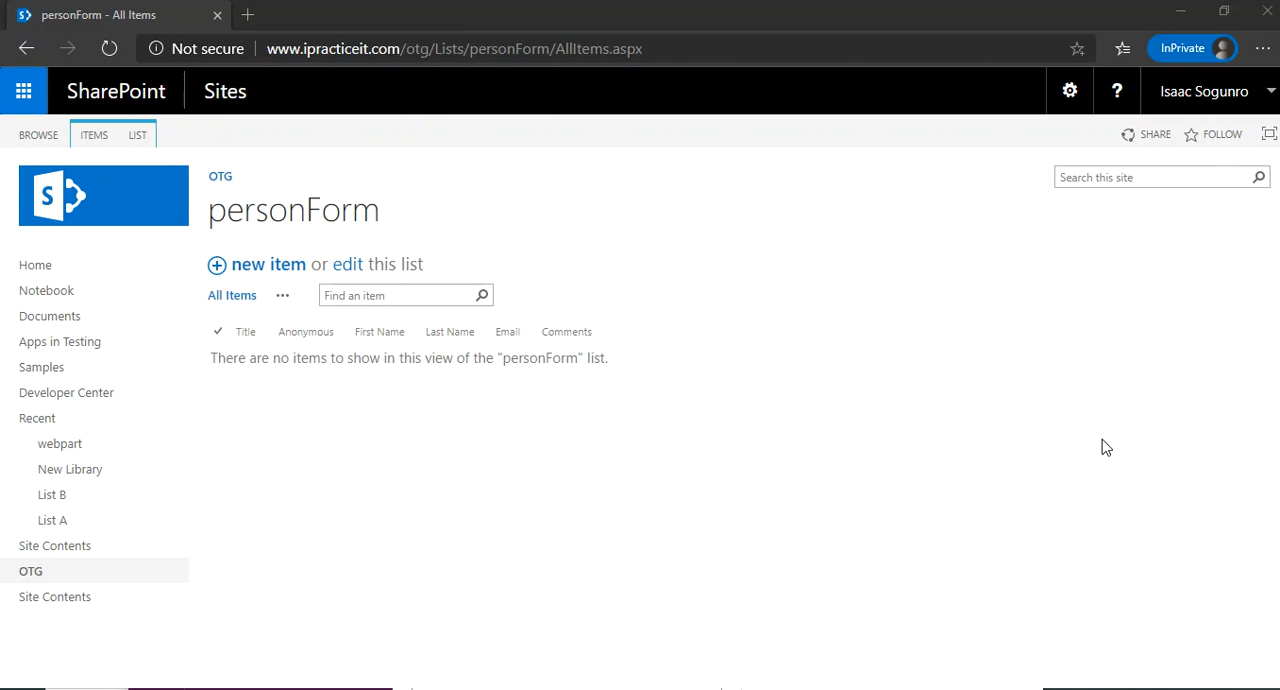 personForm - All Items
Not secure www.ipracticeit.com/otg/Lists/personForm/AllItems.aspx InPrivate
SharePoint Sites ? Isaac Sogunro
BROWSE ITEMS LIST SHARE FOLLOW
S
OTG
Search this site
personForm
new item or edit this list
All Items ... Find an item
Title Anonymous First Name Last Name Email Comments
There are no items to show in this view of the "personForm" list.
Home
Notebook
Documents
Apps in Testing
Samples
Developer Center
Recent
webpart
New Library
List B
List A
Site Contents
OTG
Site Contents